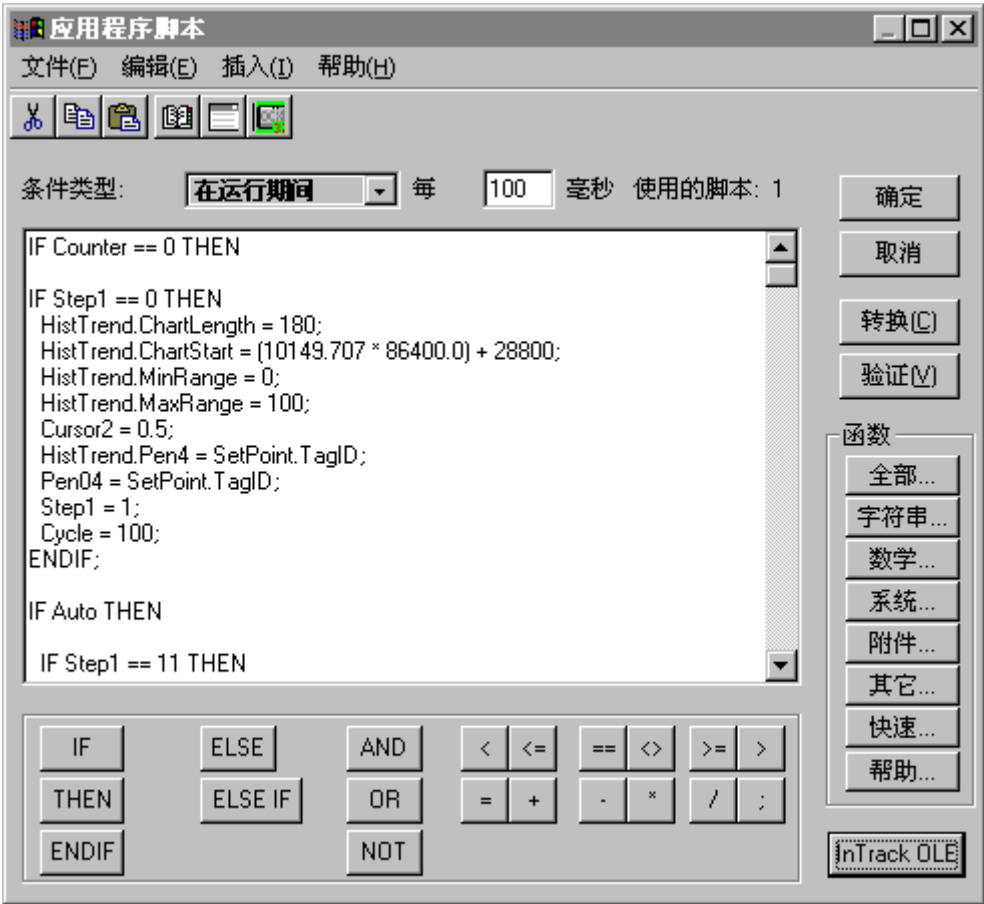 应用程序脚本
文件(F) 编辑(E) 插入(I) 帮助(H)
条件类型: 在运行期间 每 100 毫秒 使用的脚本: 1
IF Counter == 0 THEN
IF Step1 == 0 THEN
HistTrend.ChartLength = 180;
HistTrend.ChartStart = (10149.707 * 86400.0) + 28800;
HistTrend.MinRange = 0;
HistTrend.MaxRange = 100;
Cursor2 = 0.5;
HistTrend.Pen4 = SetPoint.TagID;
Pen04 = SetPoint.TagID;
Step1 = 1;
Cycle = 100;
ENDIF;
IF Auto THEN
IF Step1 == 11 THEN
确定
取消
转换(C)
验证(V)
函数
全部...
字符串...
数学...
系统...
附件...
其它...
快速...
帮助...
InTrack OLE
IF ELSE AND < <= == <> >= >
THEN ELSE IF OR = + - * / ;
ENDIF NOT